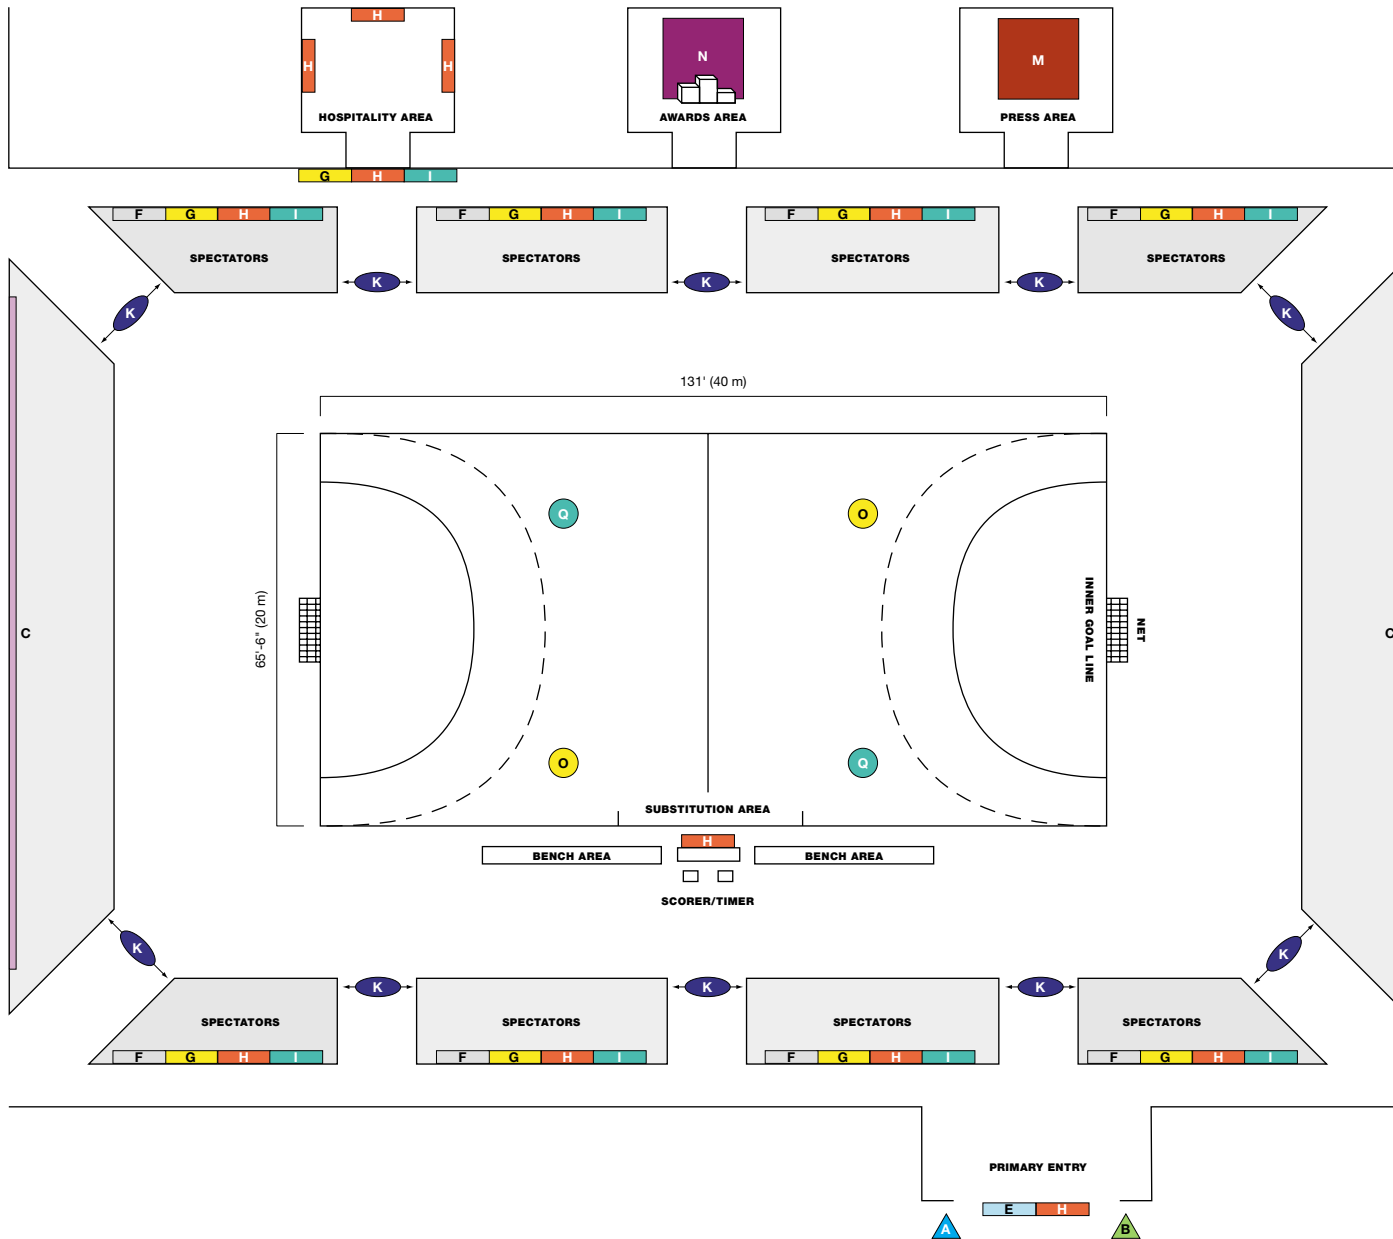 H
H
H
HOSPITALITY AREA
N
AWARDS AREA
M
PRESS AREA
G H I
F G H I
F G H I
F G H I
F G H I
SPECTATORS
SPECTATORS
SPECTATORS
SPECTATORS
K
K
K
K
K
131' (40 m)
65'-6" (20 m)
C
Q
O
INNER GOAL LINE
NET
C
O
Q
SUBSTITUTION AREA
H
BENCH AREA
BENCH AREA
SCORER/TIMER
K
K
K
K
K
SPECTATORS
SPECTATORS
SPECTATORS
SPECTATORS
F G H I
F G H I
F G H I
F G H I
PRIMARY ENTRY
E H
A
B